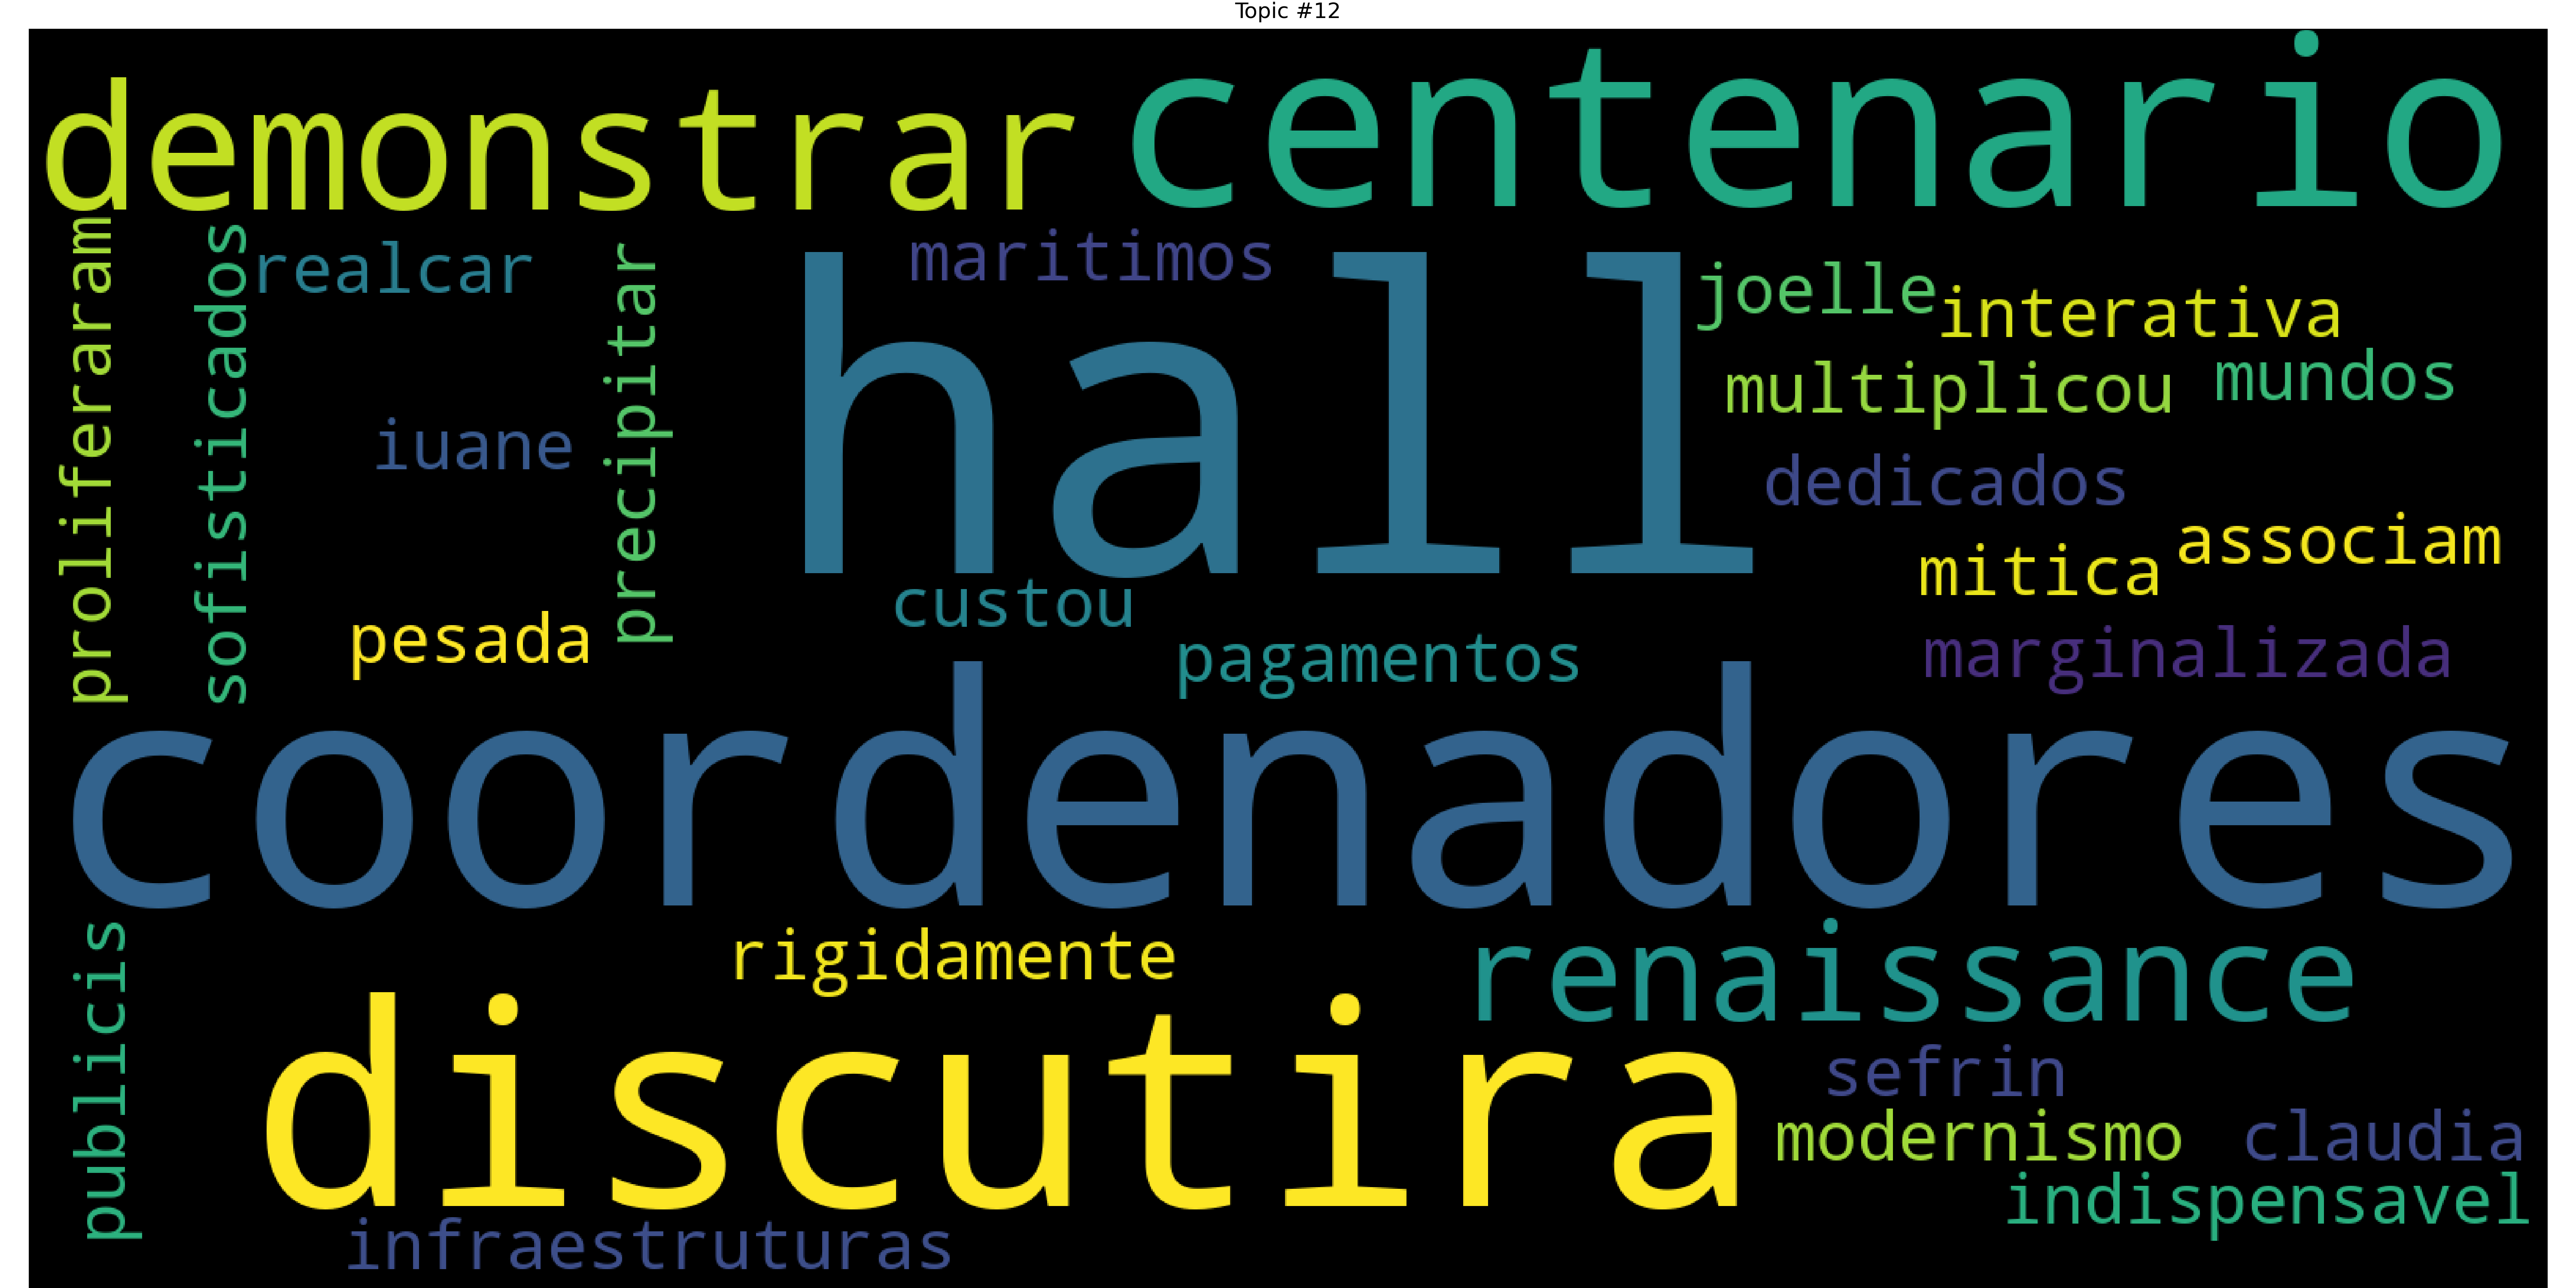 Topic #12
demonstrar
centenario
proliferaram
sofisticados
realcar
precipitar
maritimos
hall
joelle
interativa
multiplicou
mundos
iuane
dedicados
associam
mitica
pesada
custou
pagamentos
marginalizada
coordenadores
publicis
rigidamente
renaissance
discutira
sefrin
modernismo
claudia
indispensavel
infraestruturas